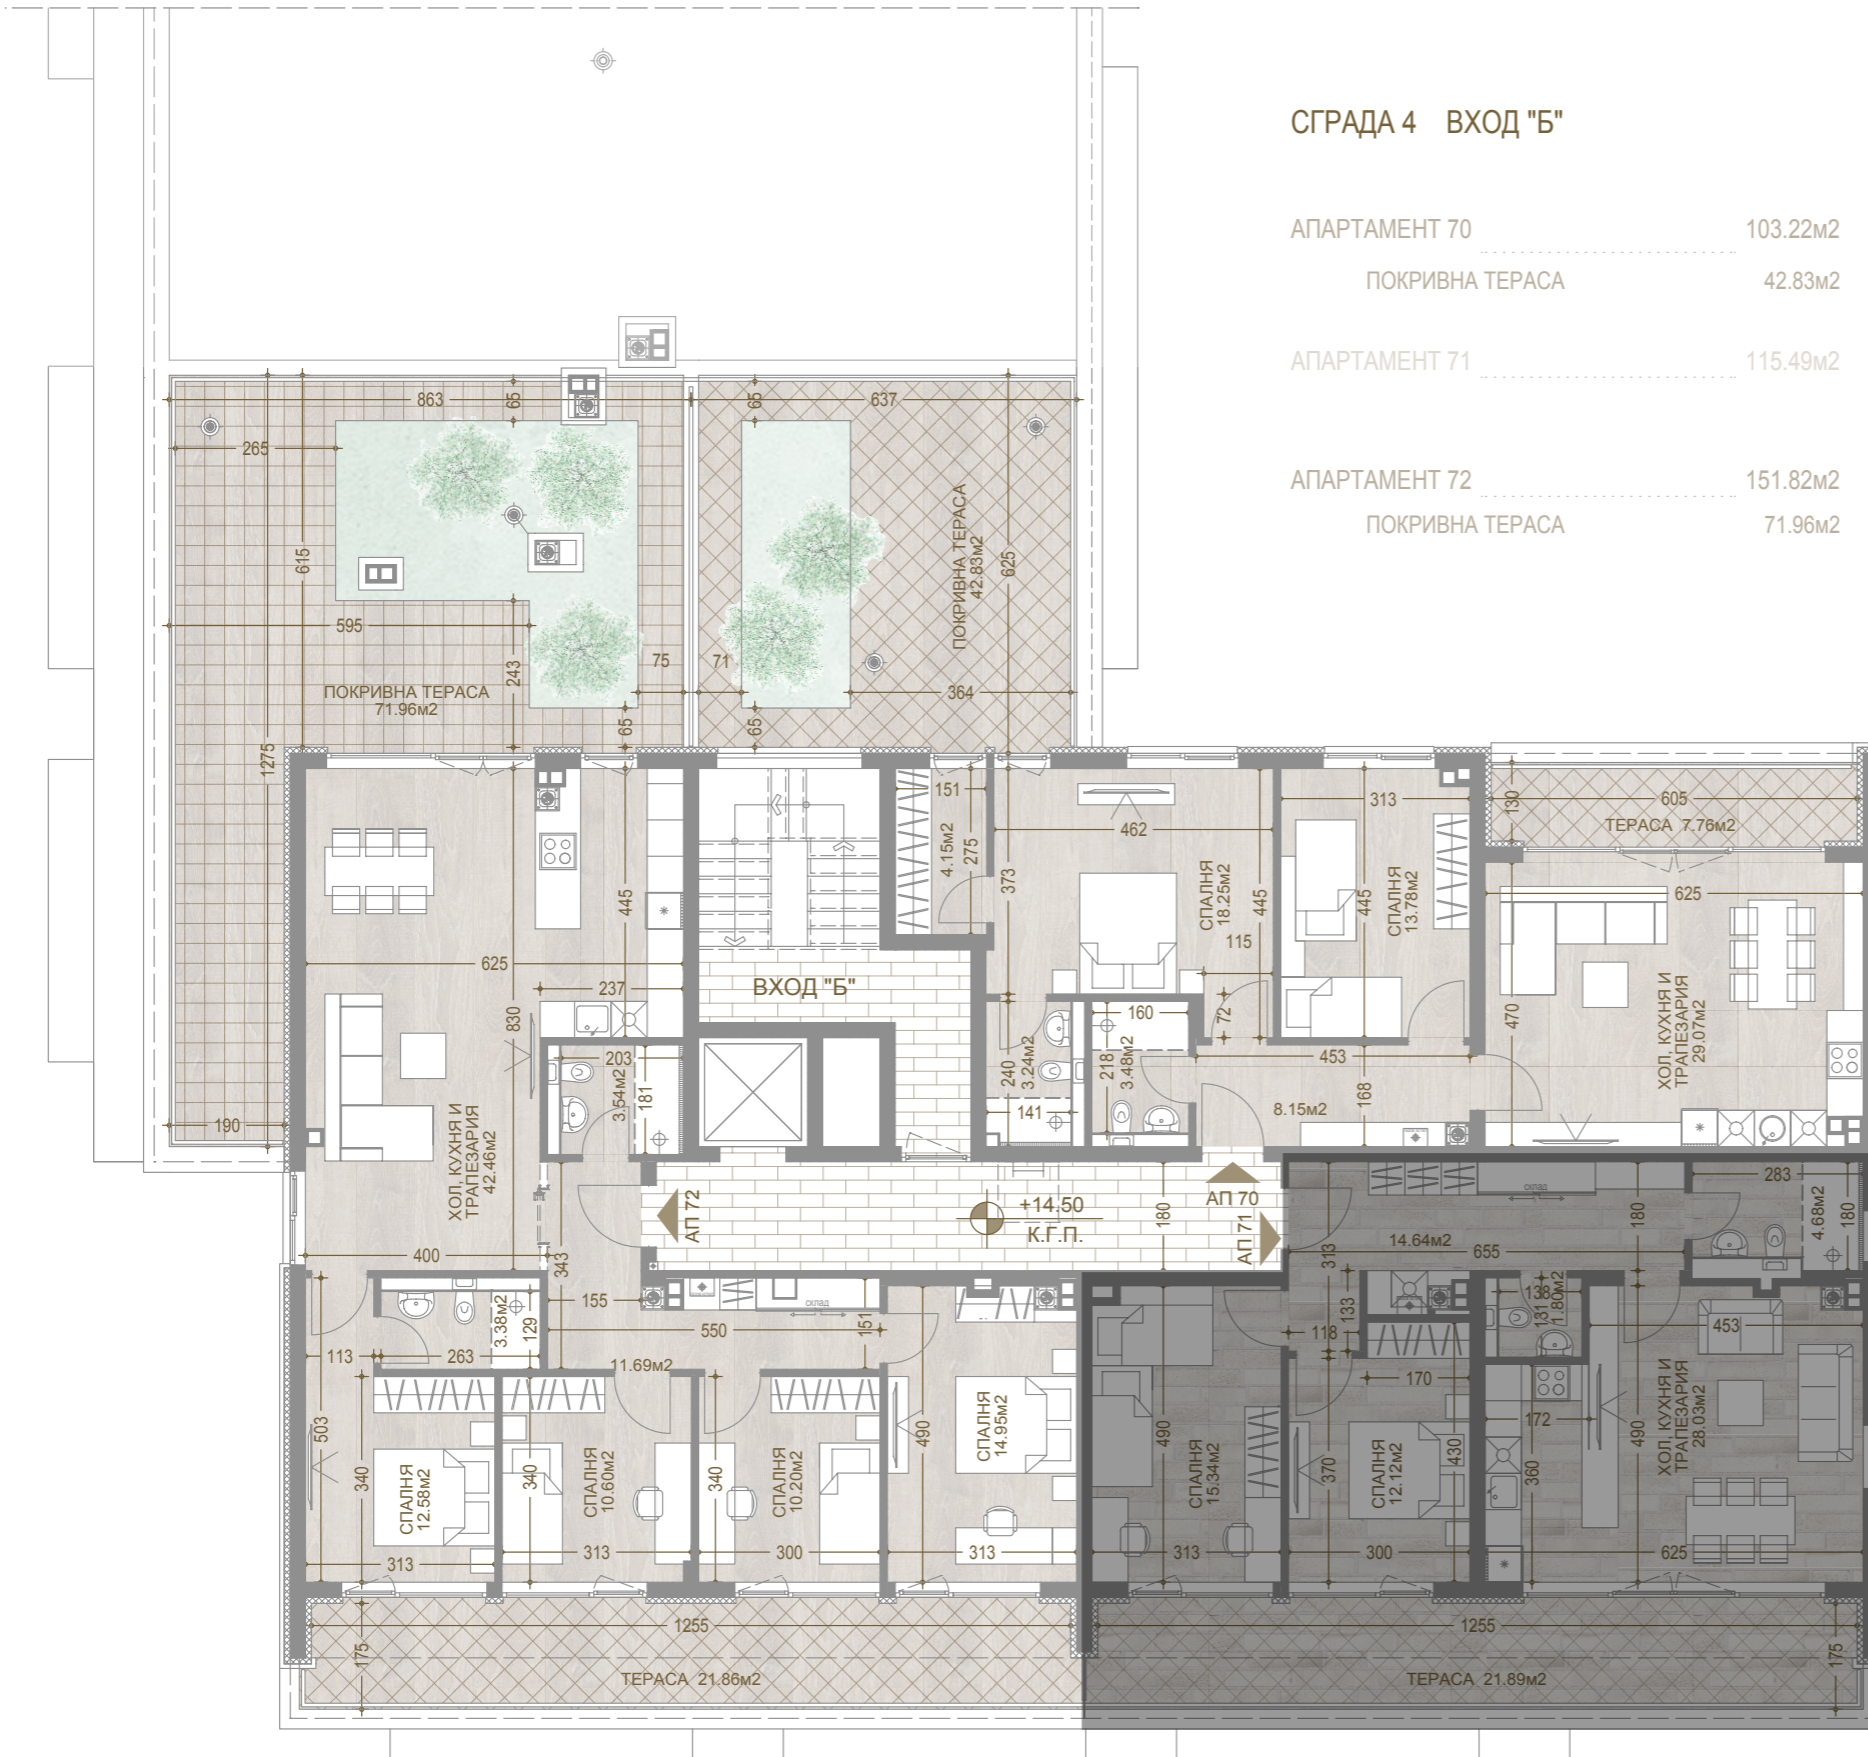 СГРАДА 4 ВХОД "Б"
АПАРТАМЕНТ 70 103.22м2
ПОКРИВНА ТЕРАСА 42.83м2
АПАРТАМЕНТ 71 115.49м2
АПАРТАМЕНТ 72 151.82м2
ПОКРИВНА ТЕРАСА 71.96м2
863
65
65
637
265
615
595
243
75
71
625
364
ПОКРИВНА ТЕРАСА
42.83м2
ПОКРИВНА ТЕРАСА
71.96м2
65
65
1275
190
151
4.15м2
275
462
373
СПАЛНЯ
18.25м2
445
115
313
445
СПАЛНЯ
13.78м2
130
605
ТЕРАСА 7.76м2
625
470
ХОЛ, КУХНЯ И
ТРАПЕЗАРИЯ
29.07м2
445
625
237
830
ВХОД "Б"
203
3.54м2
181
ХОЛ, КУХНЯ И
ТРАПЕЗАРИЯ
42.46м2
400
72
160
240
3.24м2
218
3.48м2
141
453
168
8.15м2
АП 72
+14.50
К.Г.П.
180
АП 70
АП 71
343
155
склад
550
151
11.69м2
3.38м2
129
113
263
503
340
СПАЛНЯ
12.58м2
313
340
СПАЛНЯ
10.60м2
313
340
СПАЛНЯ
10.20м2
300
490
СПАЛНЯ
14.95м2
313
1255
175
ТЕРАСА 21.86м2
313
14.64м2
склад
655
180
283
4.68м2
180
133
118
138
131
1.80м2
453
170
490
СПАЛНЯ
15.34м2
313
370
СПАЛНЯ
12.12м2
430
300
172
360
490
ХОЛ, КУХНЯ И
ТРАПЕЗАРИЯ
28.03м2
625
1255
175
ТЕРАСА 21.89м2